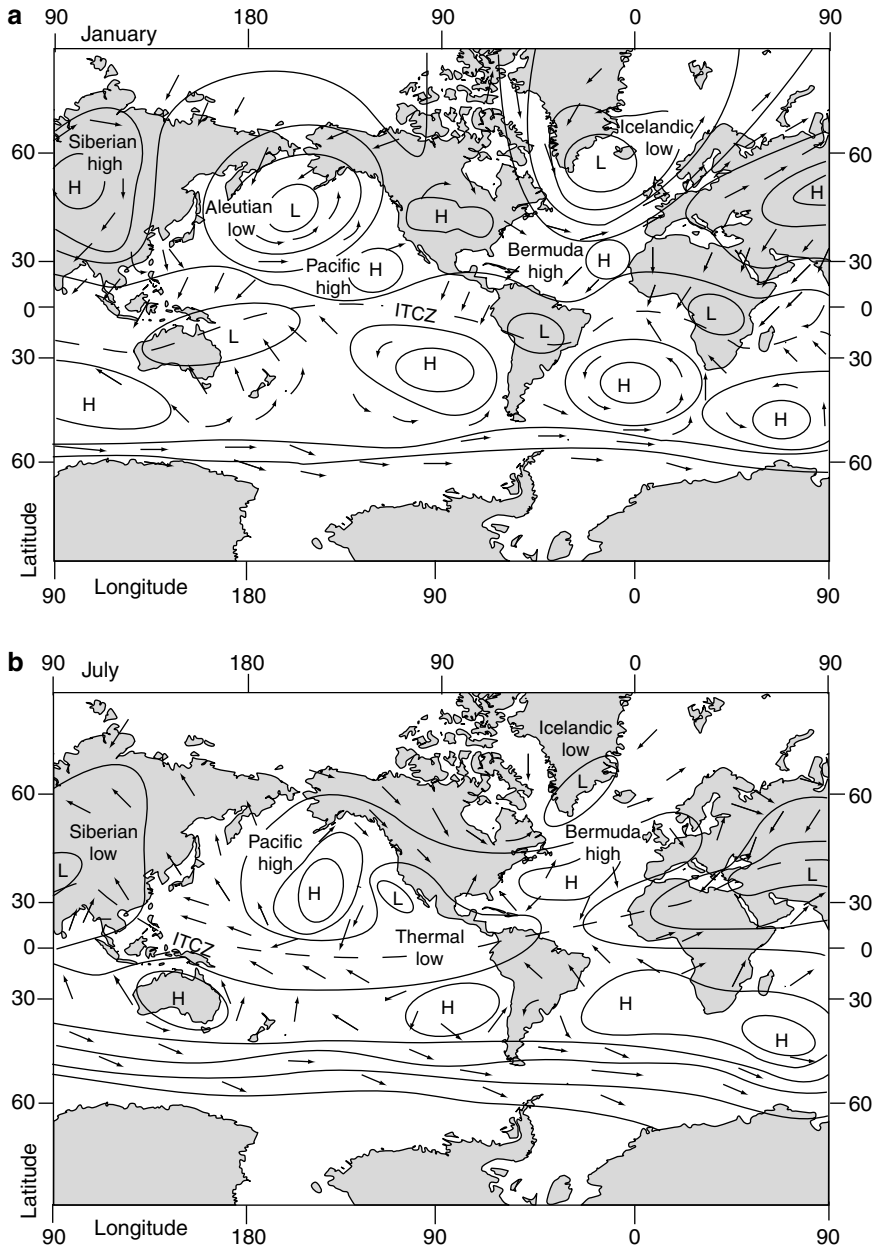 a
90 180 90 0 90
January
Siberian
high
H
60
Icelandic
low
L
60
H
Aleutian
low
L
H
30
Pacific
high
H
Bermuda
high
H
30
0
ITCZ
0
L
L
L
30
H
H
30
H
H
60
60
Latitude
Longitude
90 180 90 0 90
b
90 180 90 0 90
July
Icelandic
low
L
60
60
Siberian
low
L
Pacific
high
H
Bermuda
high
H
L
L
30
30
ITCZ
Thermal
low
0
0
H
H
H
30
30
H
60
60
Latitude
Longitude
90 180 90 0 90